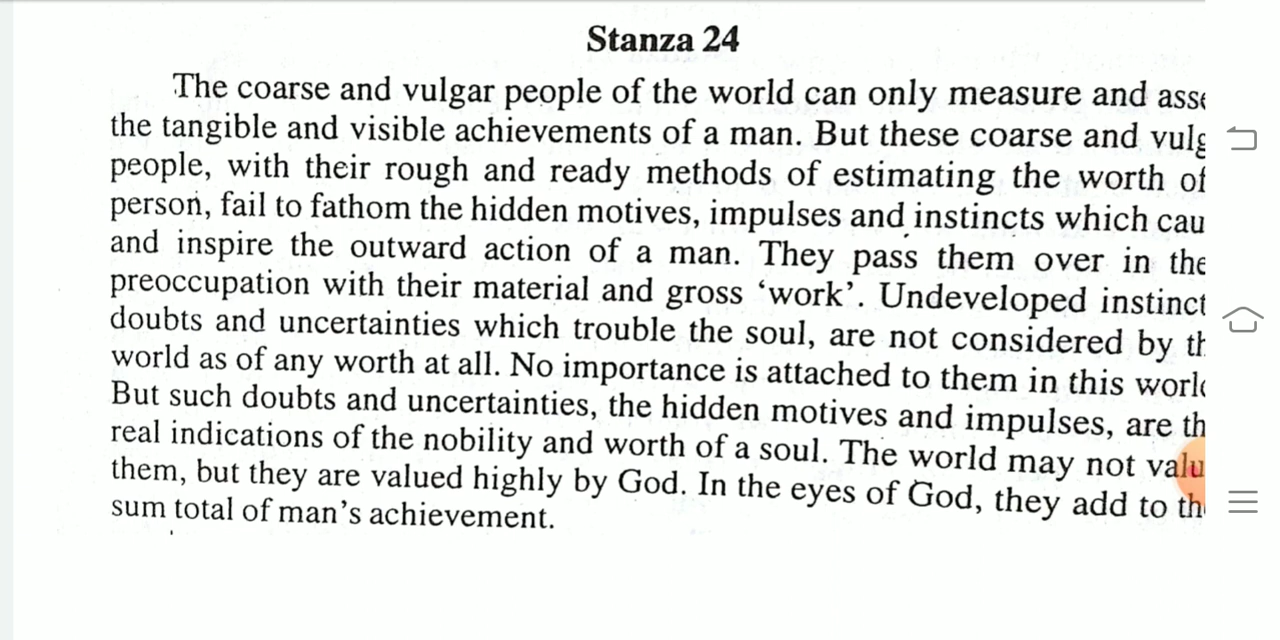 Stanza 24
The coarse and vulgar people of the world can only measure and
the tangible and visible achievements of a man. But these coarse and
people, with their rough and ready methods of estimating the worth of
person, fail to fathom the hidden motives, impulses and instincts which
and inspire the outward action of a man. They pass them over in
preoccupation with their material and gross ‘work’. Undeveloped
doubts and uncertainties which trouble the soul, are not considered by
world as of any worth at all. No importance is attached to them in this
But such doubts and uncertainties, the hidden motives and impulses, are
real indications of the nobility and worth of a soul. The world may not
them, but they are valued highly by God. In the eyes of God, they add to
sum total of man’s achievement.